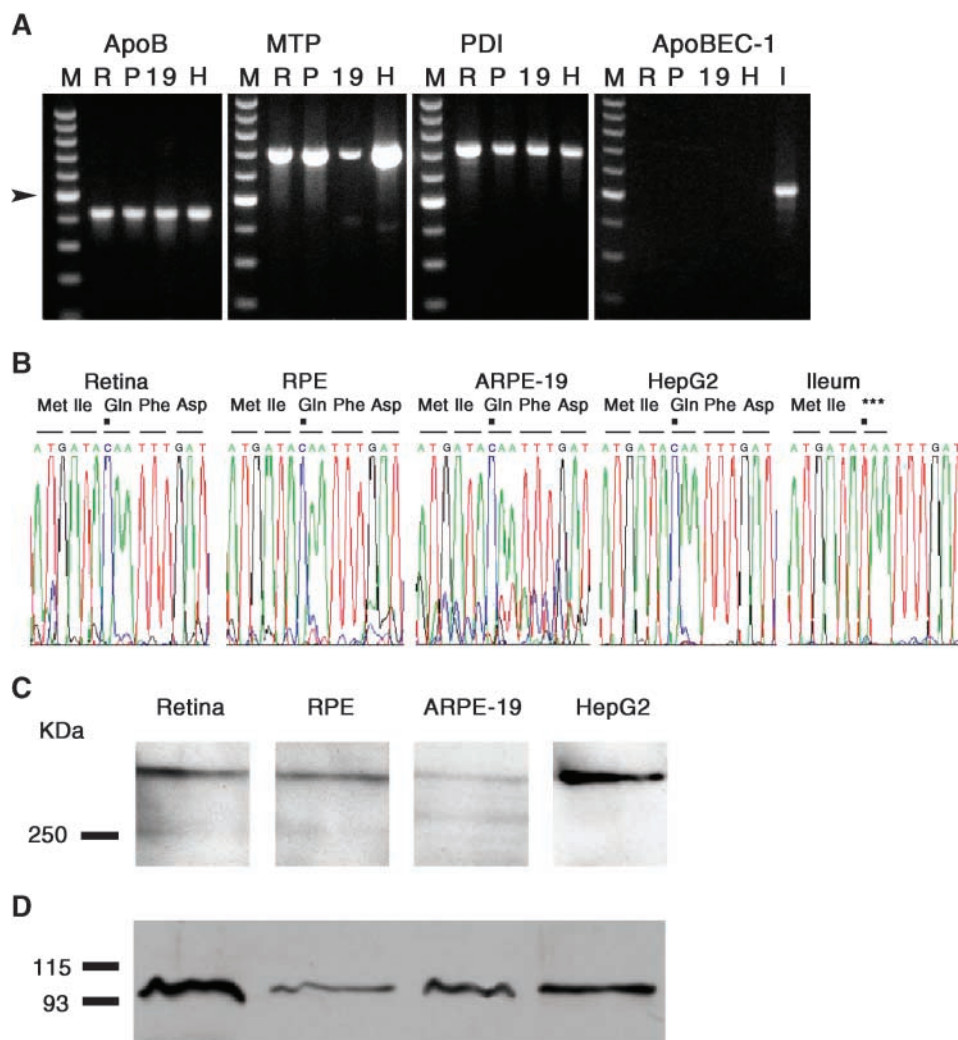 A
ApoB MTP PDI ApoBEC-1
M R P 19 H M R P 19 H M R P 19 H M R P 19 H I
B
Retina RPE ARPE-19 HepG2 Ileum
Met Ile Gln Phe Asp Met Ile Gln Phe Asp Met Ile Gln Phe Asp Met Ile Gln Phe Asp Met Ile ***
ATGATACAATTTGAT ATGATACAATTTGAT ATGATACAATTTGAT ATGATACAATTTGAT ATGATATAATTTGAT
C
Retina RPE ARPE-19 HepG2
KDa
250
D
115
93